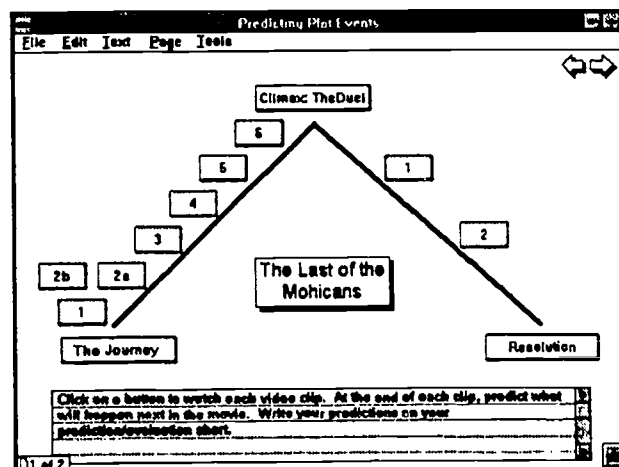 Predicting Plot Events
File Edit Text Page Tools
Climax: TheDuel
6
5
1
4
3
2
2b 2a
The Last of the
Mohicans
1
The Journey
Resolution
Click on a button to watch each video clip. At the end of each clip, predict what
will happen next in the movie. Write your predictions on your
prediction/evaluation chart.
1 of 2